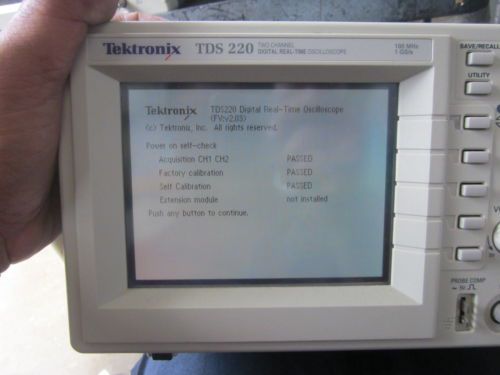 Tektronix TDS 220 TWO CHANNEL DIGITAL REAL-TIME OSCILLOSCOPE
100 MHz
1 GS/s
SAVE/RECALL
UTILITY
Tektronix TDS220 Digital Real-Time Oscilloscope
(FV:v2.03)
(c) Tektronix, Inc. All rights reserved.
Power on self-check
Acquisition CH1 CH2 PASSED
Factory calibration PASSED
Self Calibration PASSED
Extension module not installed
Push any button to continue.
PROBE COMP